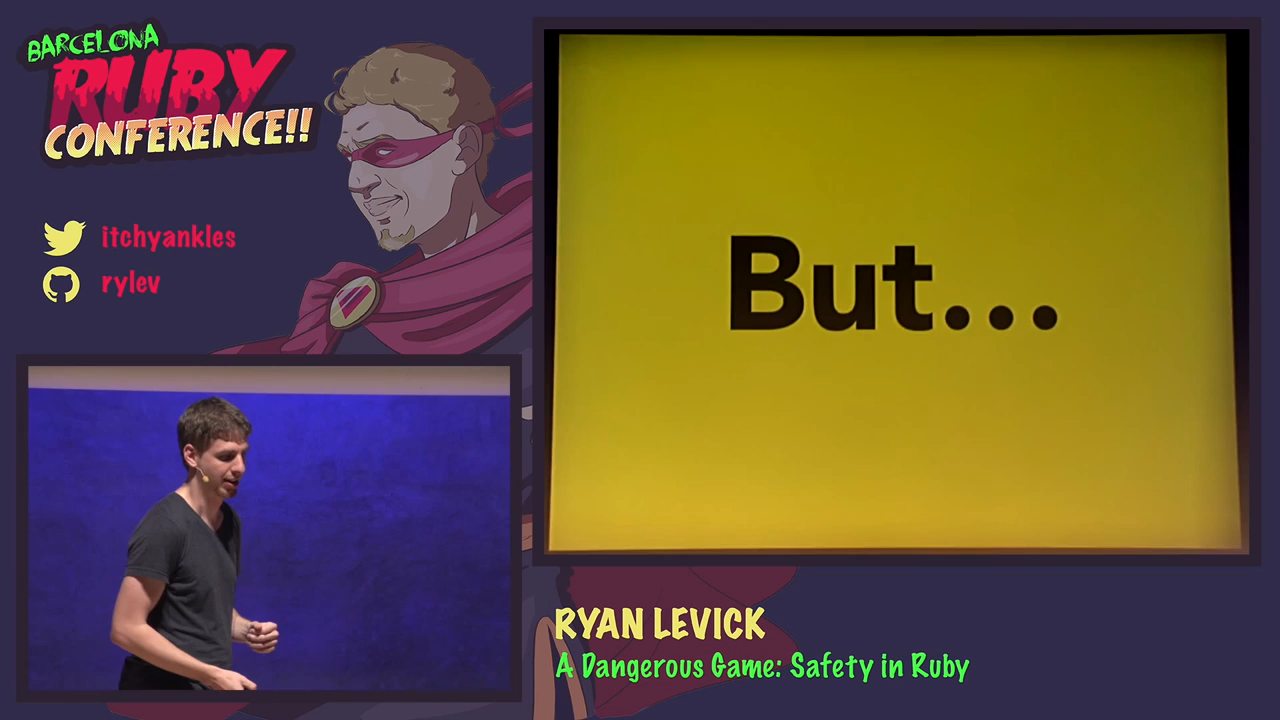 BARCELONA
RUBY
CONFERENCE!!
itchyankles
rylev
But...
RYAN LEVICK
A Dangerous Game: Safety in Ruby